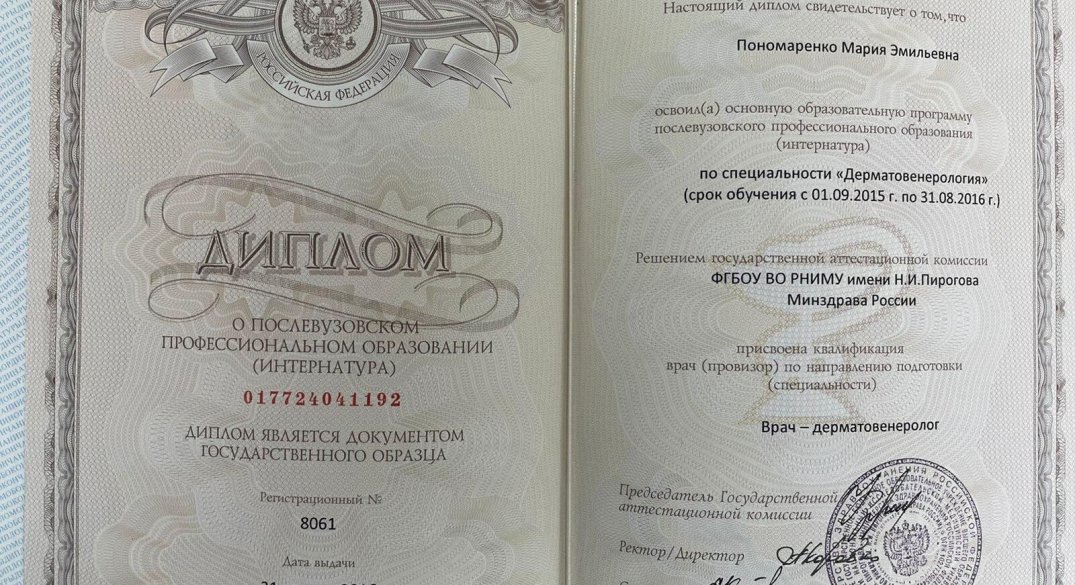 РОССИЙСКАЯ ФЕДЕРАЦИЯ
ДИПЛОМ
О ПОСЛЕВУЗОВСКОМ
ПРОФЕССИОНАЛЬНОМ ОБРАЗОВАНИИ
(ИНТЕРНАТУРА)
017724041192
ДИПЛОМ ЯВЛЯЕТСЯ ДОКУМЕНТОМ
ГОСУДАРСТВЕННОГО ОБРАЗЦА
Регистрационный №
8061
Дата выдачи
Настоящий диплом свидетельствует о том, что
Пономаренко Мария Эмильевна
освоил(а) основную образовательную программу
послевузовского профессионального образования
(интернатура)
по специальности «Дерматовенерология»
(срок обучения с 01.09.2015 г. по 31.08.2016 г.)
Решением государственной аттестационной комиссии
ФГБОУ ВО РНИМУ имени Н.И.Пирогова
Минздрава России
присвоена квалификация
врач (провизор) по направлению подготовки
(специальности)
Врач – дерматовенеролог
Председатель Государственной
аттестационной комиссии
Ректор/Директор